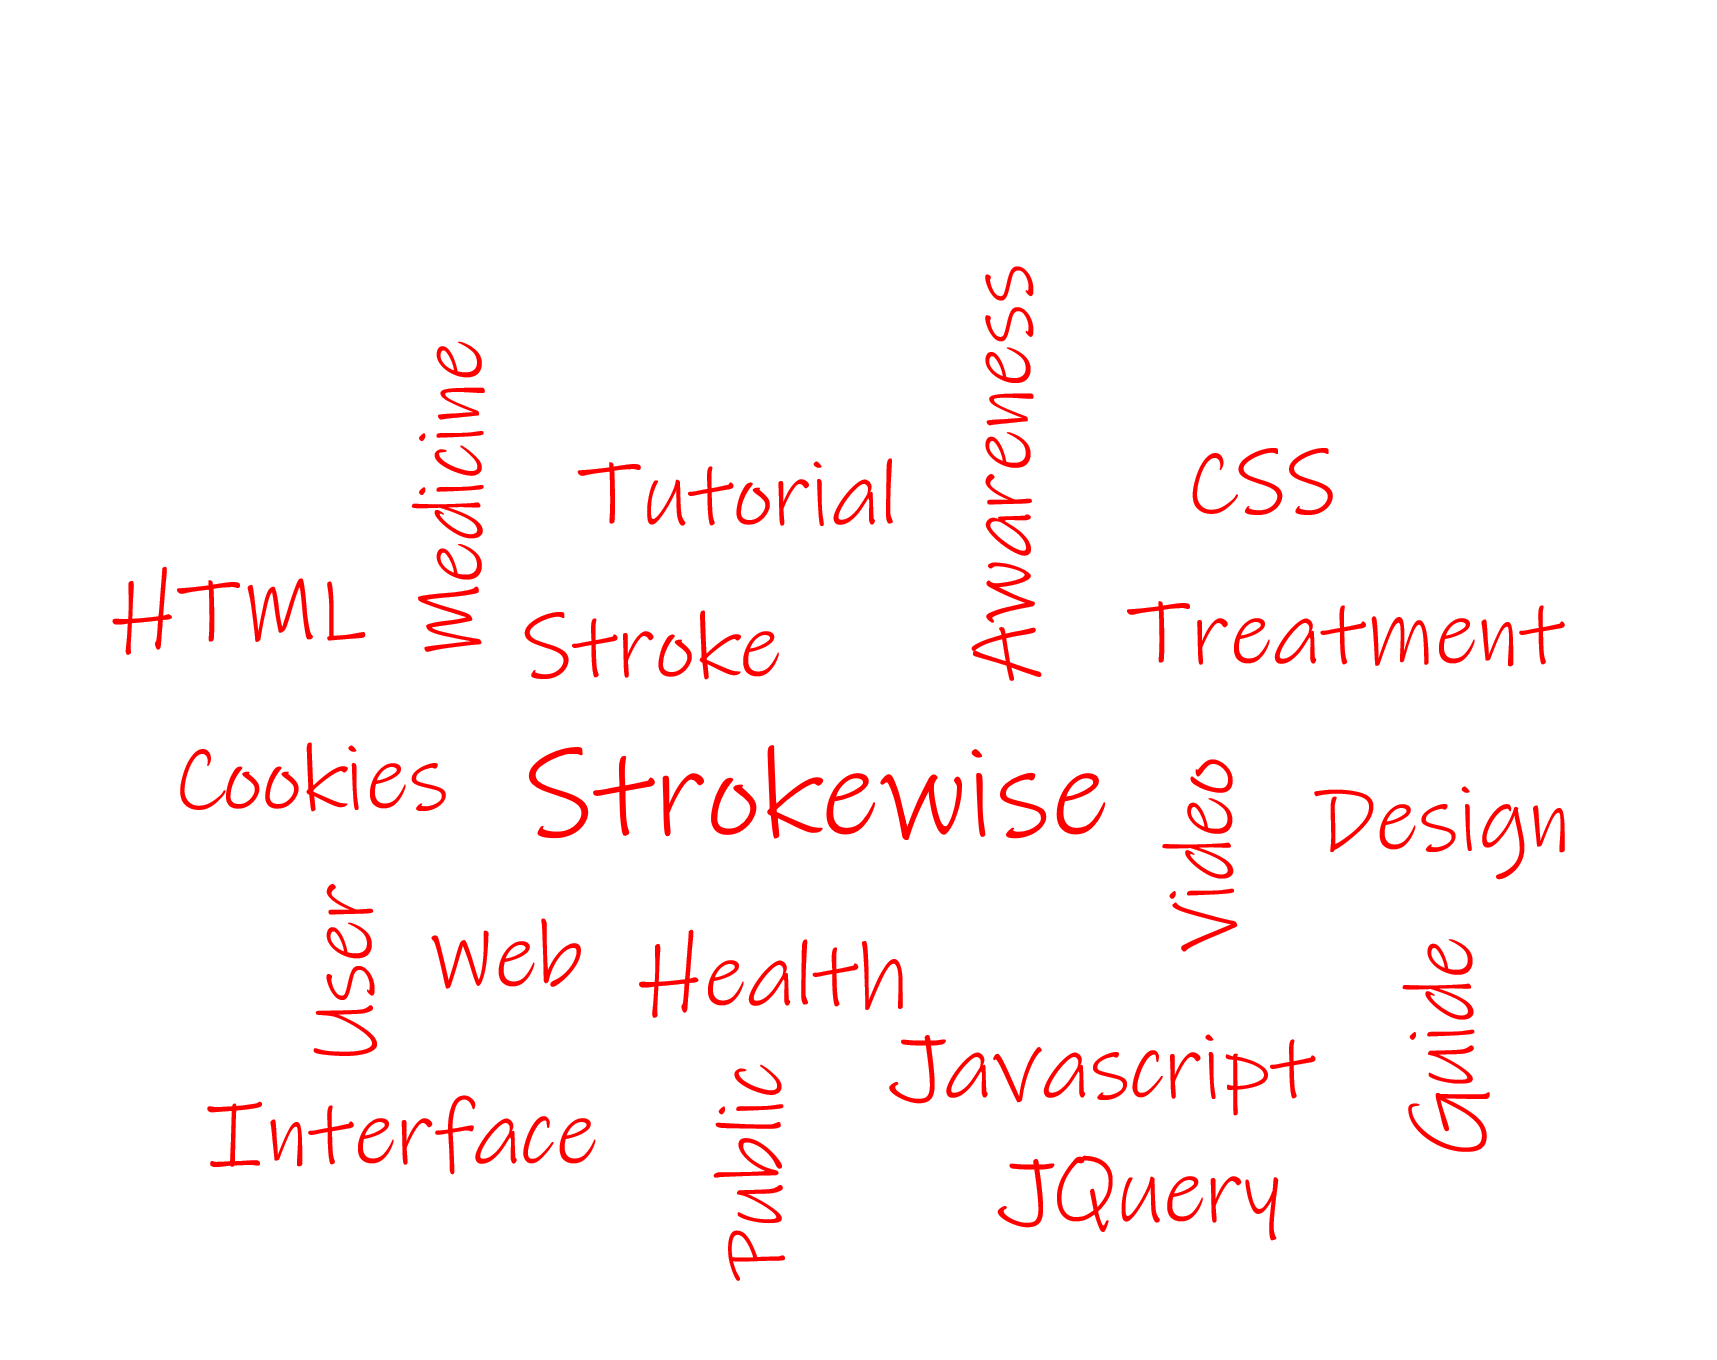 Awareness
Medicine
Tutorial
CSS
HTML
Stroke
Treatment
Cookies
Strokewise
Video
Design
User
Web
Health
Guide
Javascript
Interface
Public
JQuery